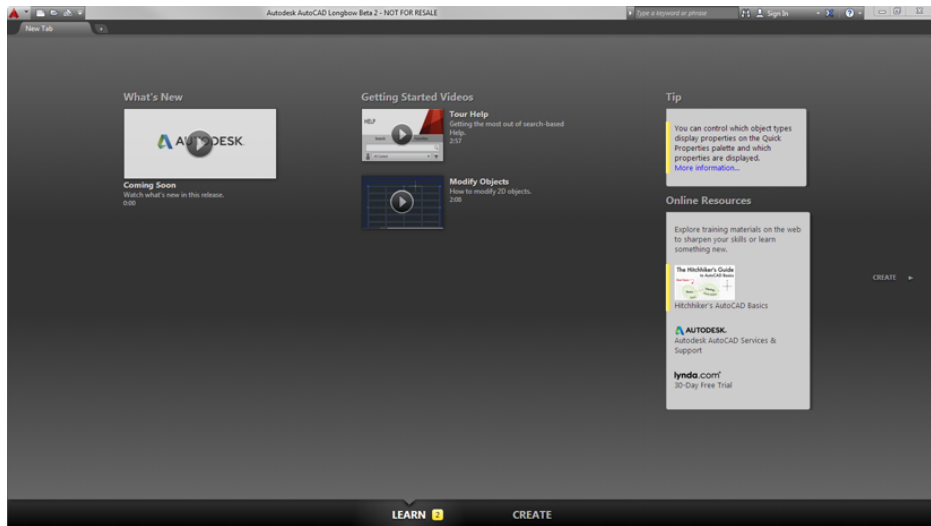 Autodesk AutoCAD Longbow Beta 2 - NOT FOR RESALE
Type a keyword or phrase
Sign In
New Tab
What's New
AUTODESK
Coming Soon
Watch what's new in this release.
0:00
Getting Started Videos
HELP
Tour Help
Getting the most out of search-based
Help.
2:57
Modify Objects
How to modify 2D objects.
2:08
Tip
You can control which object types
display properties on the Quick
Properties palette and which
properties are displayed.
More information...
Online Resources
Explore training materials on the web
to sharpen your skills or learn
something new.
The Hitchhiker's Guide
to AutoCAD Basics
Hitchhiker's AutoCAD Basics
AUTODESK.
Autodesk AutoCAD Services &
Support
lynda.com
30-Day Free Trial
CREATE
LEARN 2
CREATE